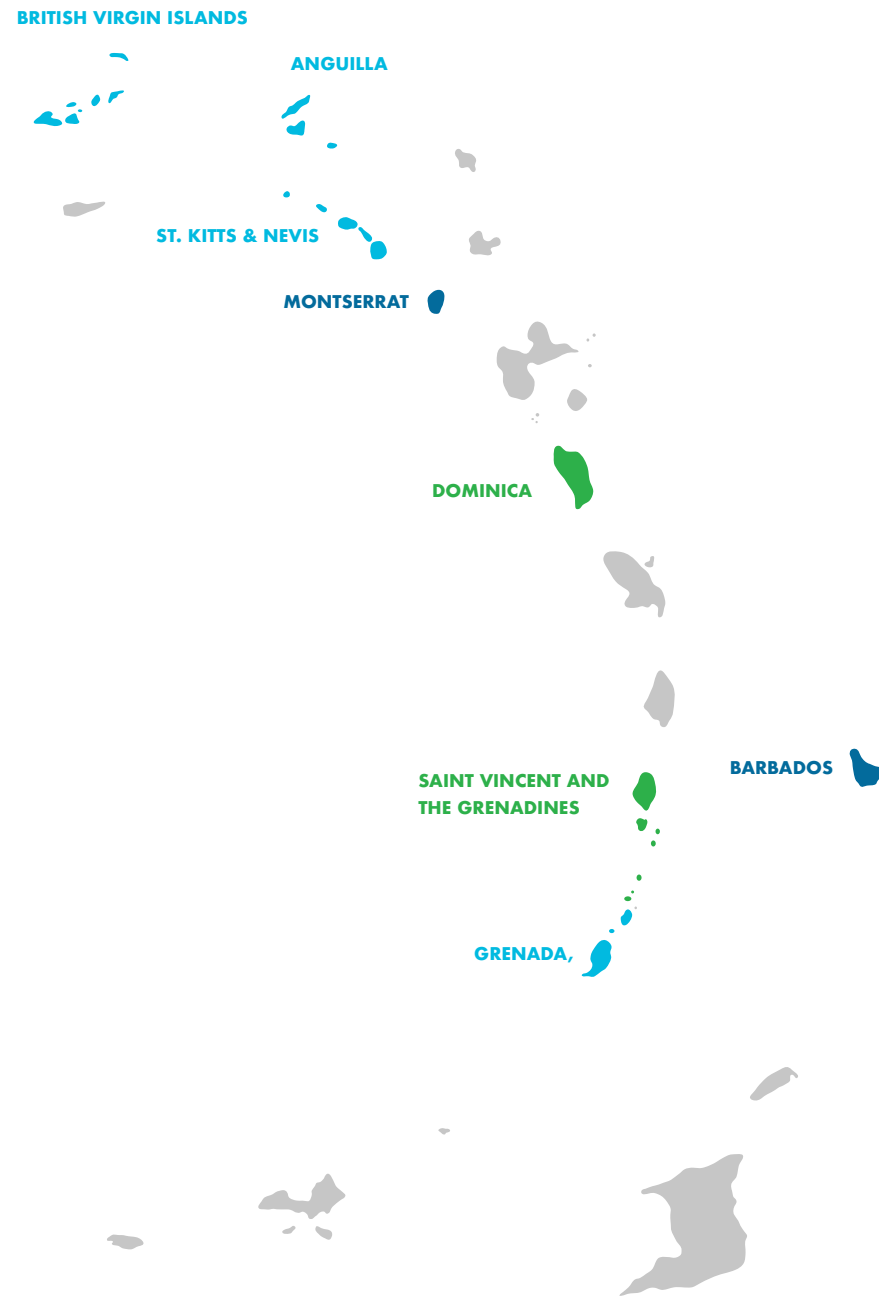 BRITISH VIRGIN ISLANDS
ANGUILLA
ST. KITTS & NEVIS
MONTSERRAT
DOMINICA
BARBADOS
SAINT VINCENT AND
THE GRENADINES
GRENADA,